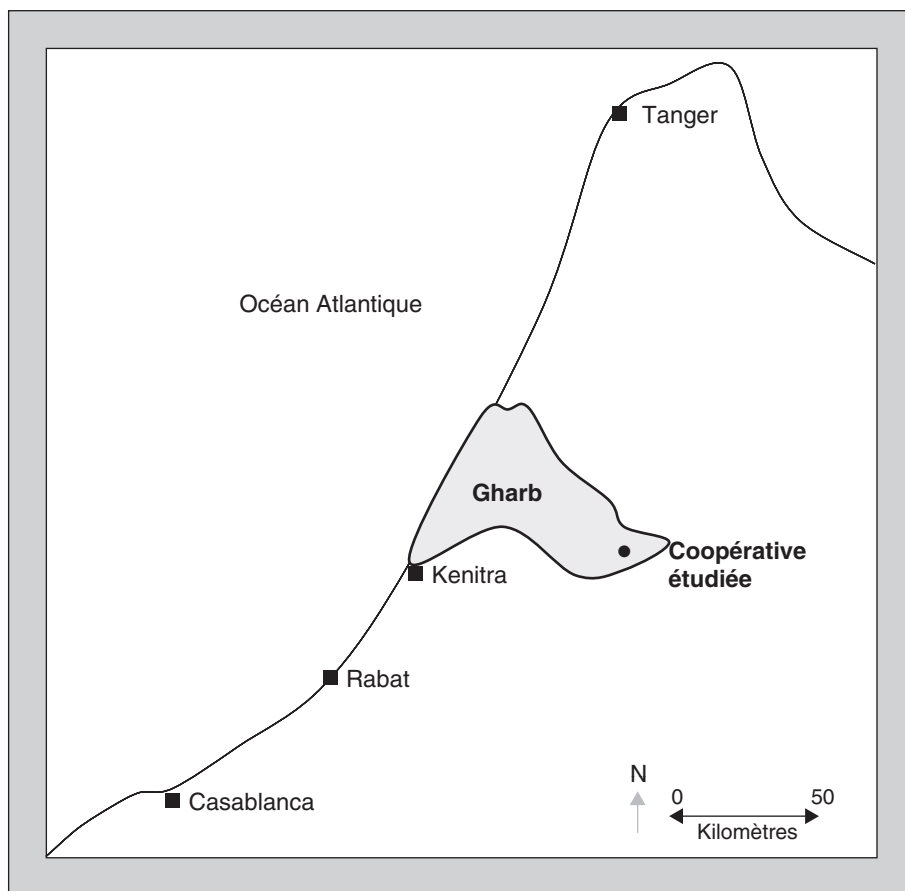 Tanger
Océan Atlantique
Gharb
Coopérative
étudiée
Kenitra
Rabat
N
0 50
Kilomètres
Casablanca